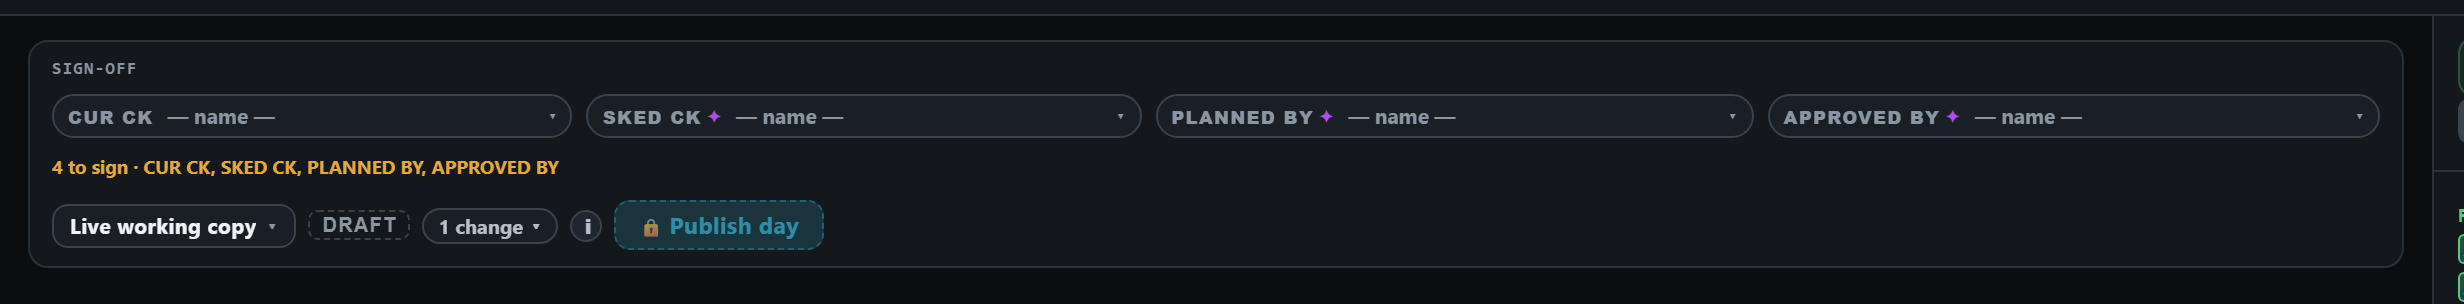 SIGN-OFF
CUR CK — name — SKED CK ✦ — name — PLANNED BY ✦ — name — APPROVED BY ✦ — name —
4 to sign · CUR CK, SKED CK, PLANNED BY, APPROVED BY
Live working copy DRAFT 1 change i Publish day